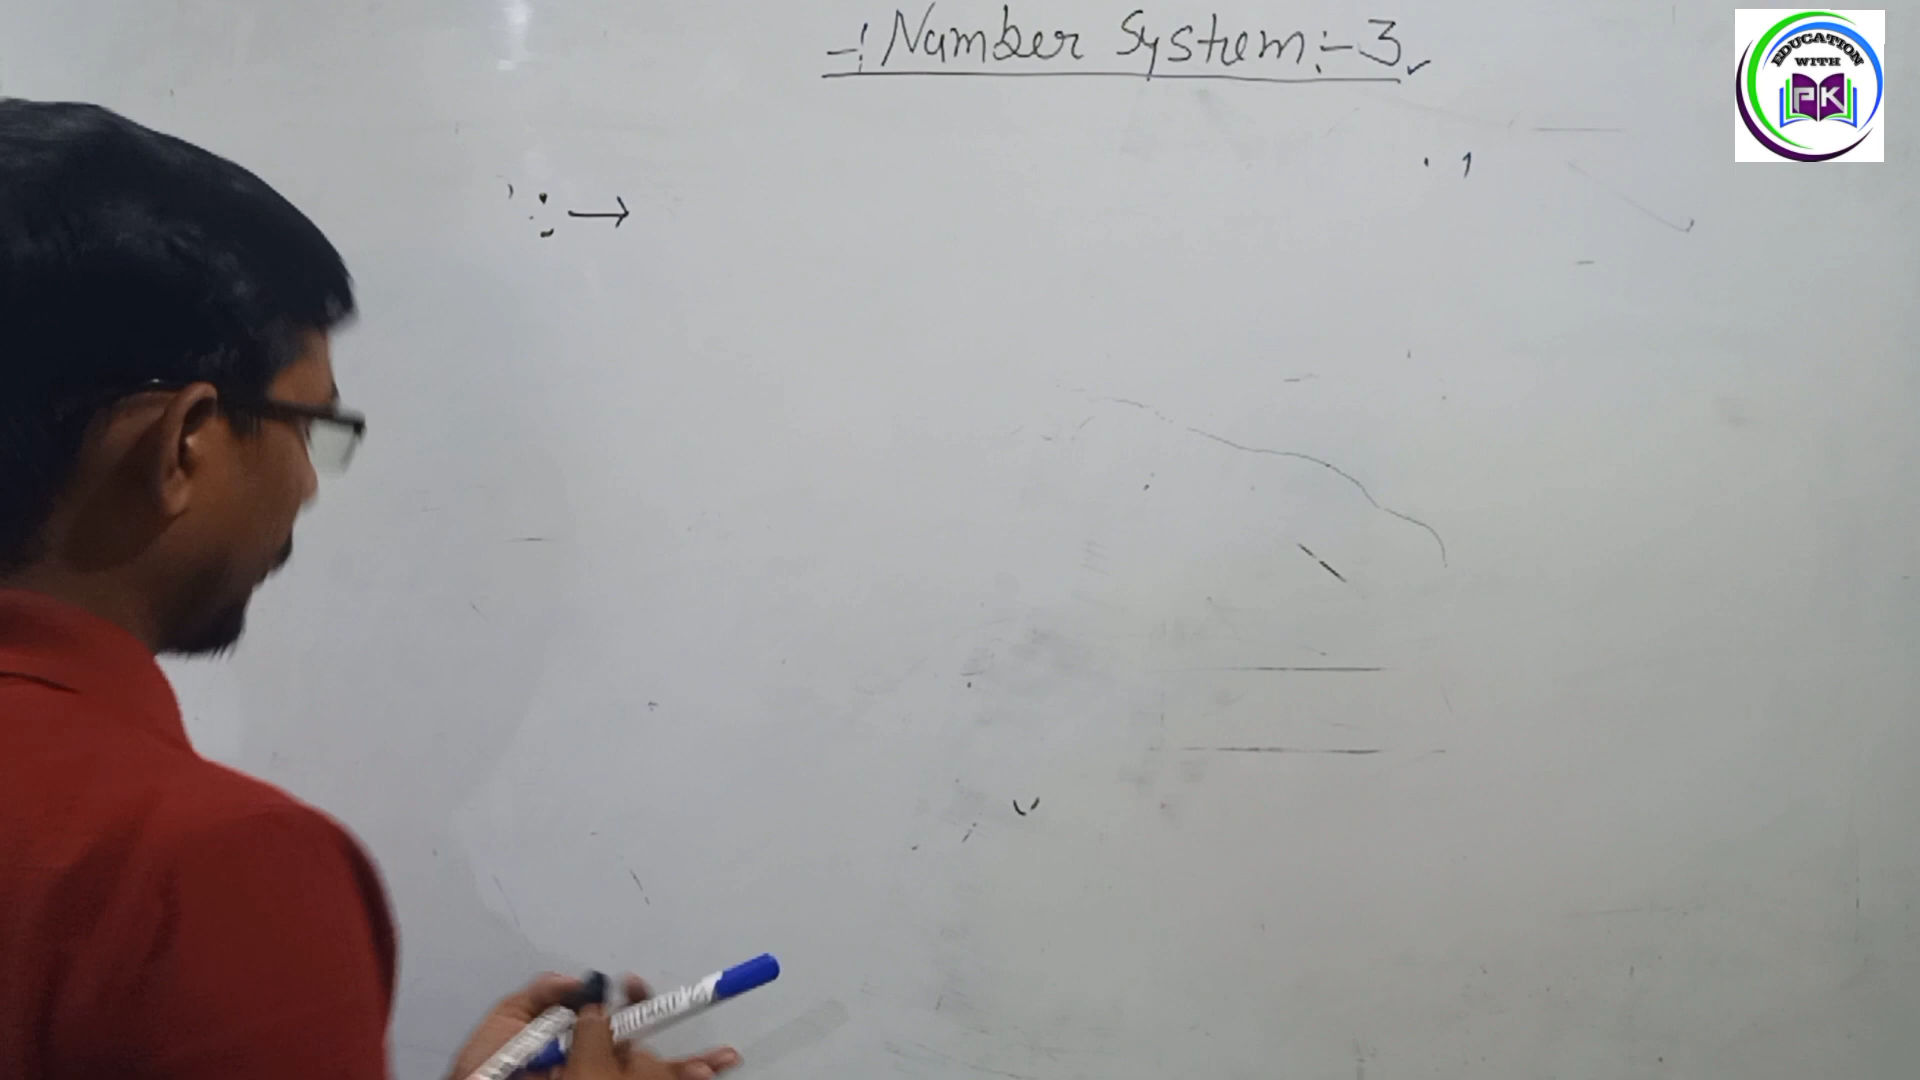 -: Number System :- 3
EDUCATION
WITH
PK
→